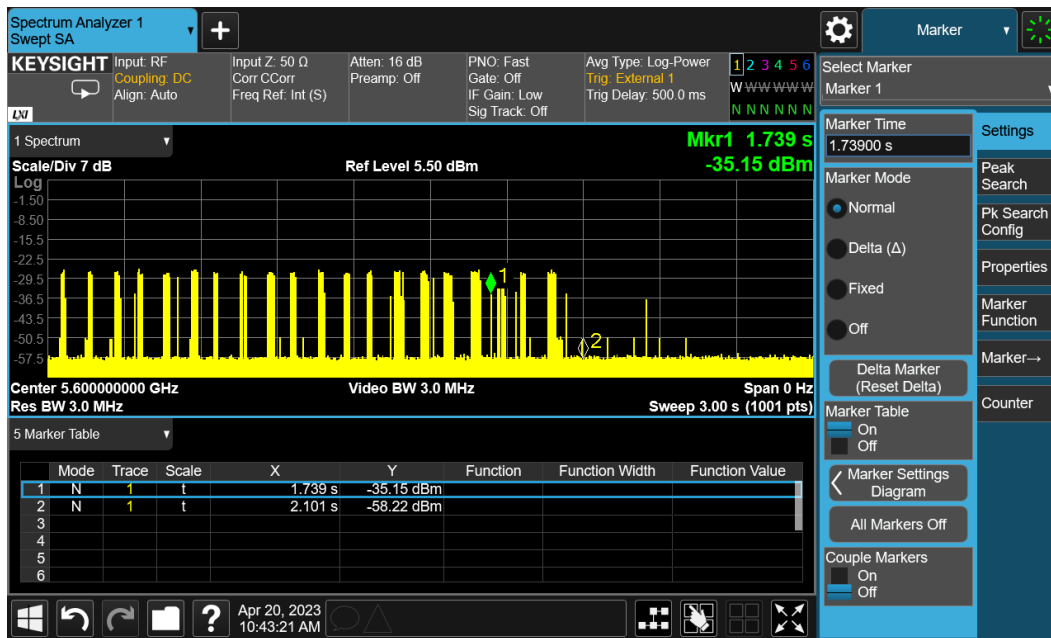 Spectrum Analyzer 1
Swept SA
Marker
KEYSIGHT
LXI
Input: RF
Coupling: DC
Align: Auto
Input Z: 50 Ω
Corr CCorr
Freq Ref: Int (S)
Atten: 16 dB
Preamp: Off
PNO: Fast
Gate: Off
IF Gain: Low
Sig Track: Off
Avg Type: Log-Power
Trig: External 1
Trig Delay: 500.0 ms
1 2 3 4 5 6
W W W W W W
N N N N N N
1 Spectrum
Mkr1 1.739 s
-35.15 dBm
Scale/Div 7 dB
Ref Level 5.50 dBm
Log
-1.50
-8.50
-15.5
-22.5
-29.5
-36.5
-43.5
-50.5
-57.5
1
2
Center 5.600000000 GHz
Video BW 3.0 MHz
Span 0 Hz
Res BW 3.0 MHz
Sweep 3.00 s (1001 pts)
5 Marker Table
Mode Trace Scale X Y Function Function Width Function Value
1 N 1 t 1.739 s -35.15 dBm
2 N 1 t 2.101 s -58.22 dBm
3
4
5
6
Apr 20, 2023
10:43:21 AM
?
Select Marker
Marker 1
Marker Time
1.73900 s
Marker Mode
Normal
Delta (Δ)
Fixed
Off
Delta Marker
(Reset Delta)
Marker Table
On
Off
Marker Settings
Diagram
All Markers Off
Couple Markers
On
Off
Settings
Peak
Search
Pk Search
Config
Properties
Marker
Function
Marker→
Counter